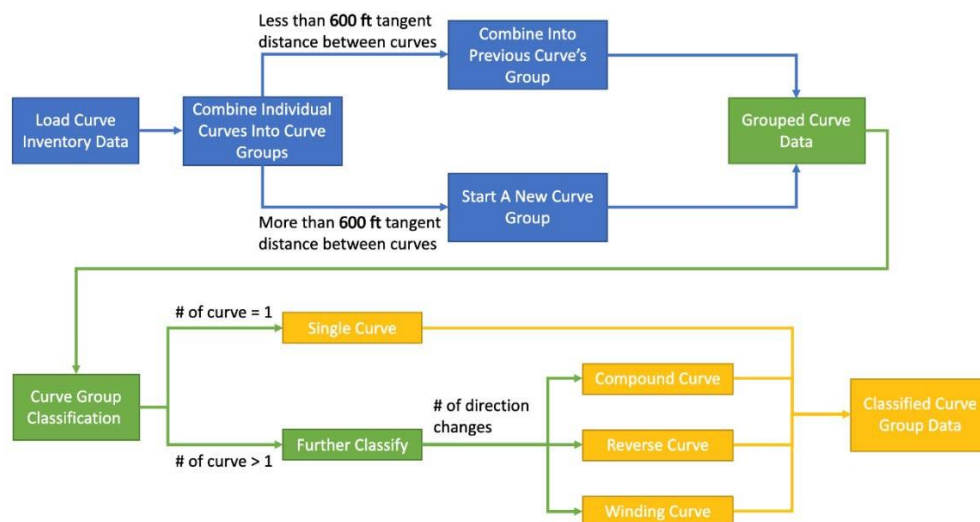 Less than 600 ft tangent
distance between curves
Combine Into
Previous Curve's
Group
Load Curve
Inventory Data
Combine Individual
Curves Into Curve
Groups
Grouped Curve
Data
Start A New Curve
Group
More than 600 ft tangent
distance between curves
# of curve = 1
Single Curve
Curve Group
Classification
# of direction
changes
Compound Curve
Classified Curve
Group Data
Further Classify
Reverse Curve
# of curve > 1
Winding Curve